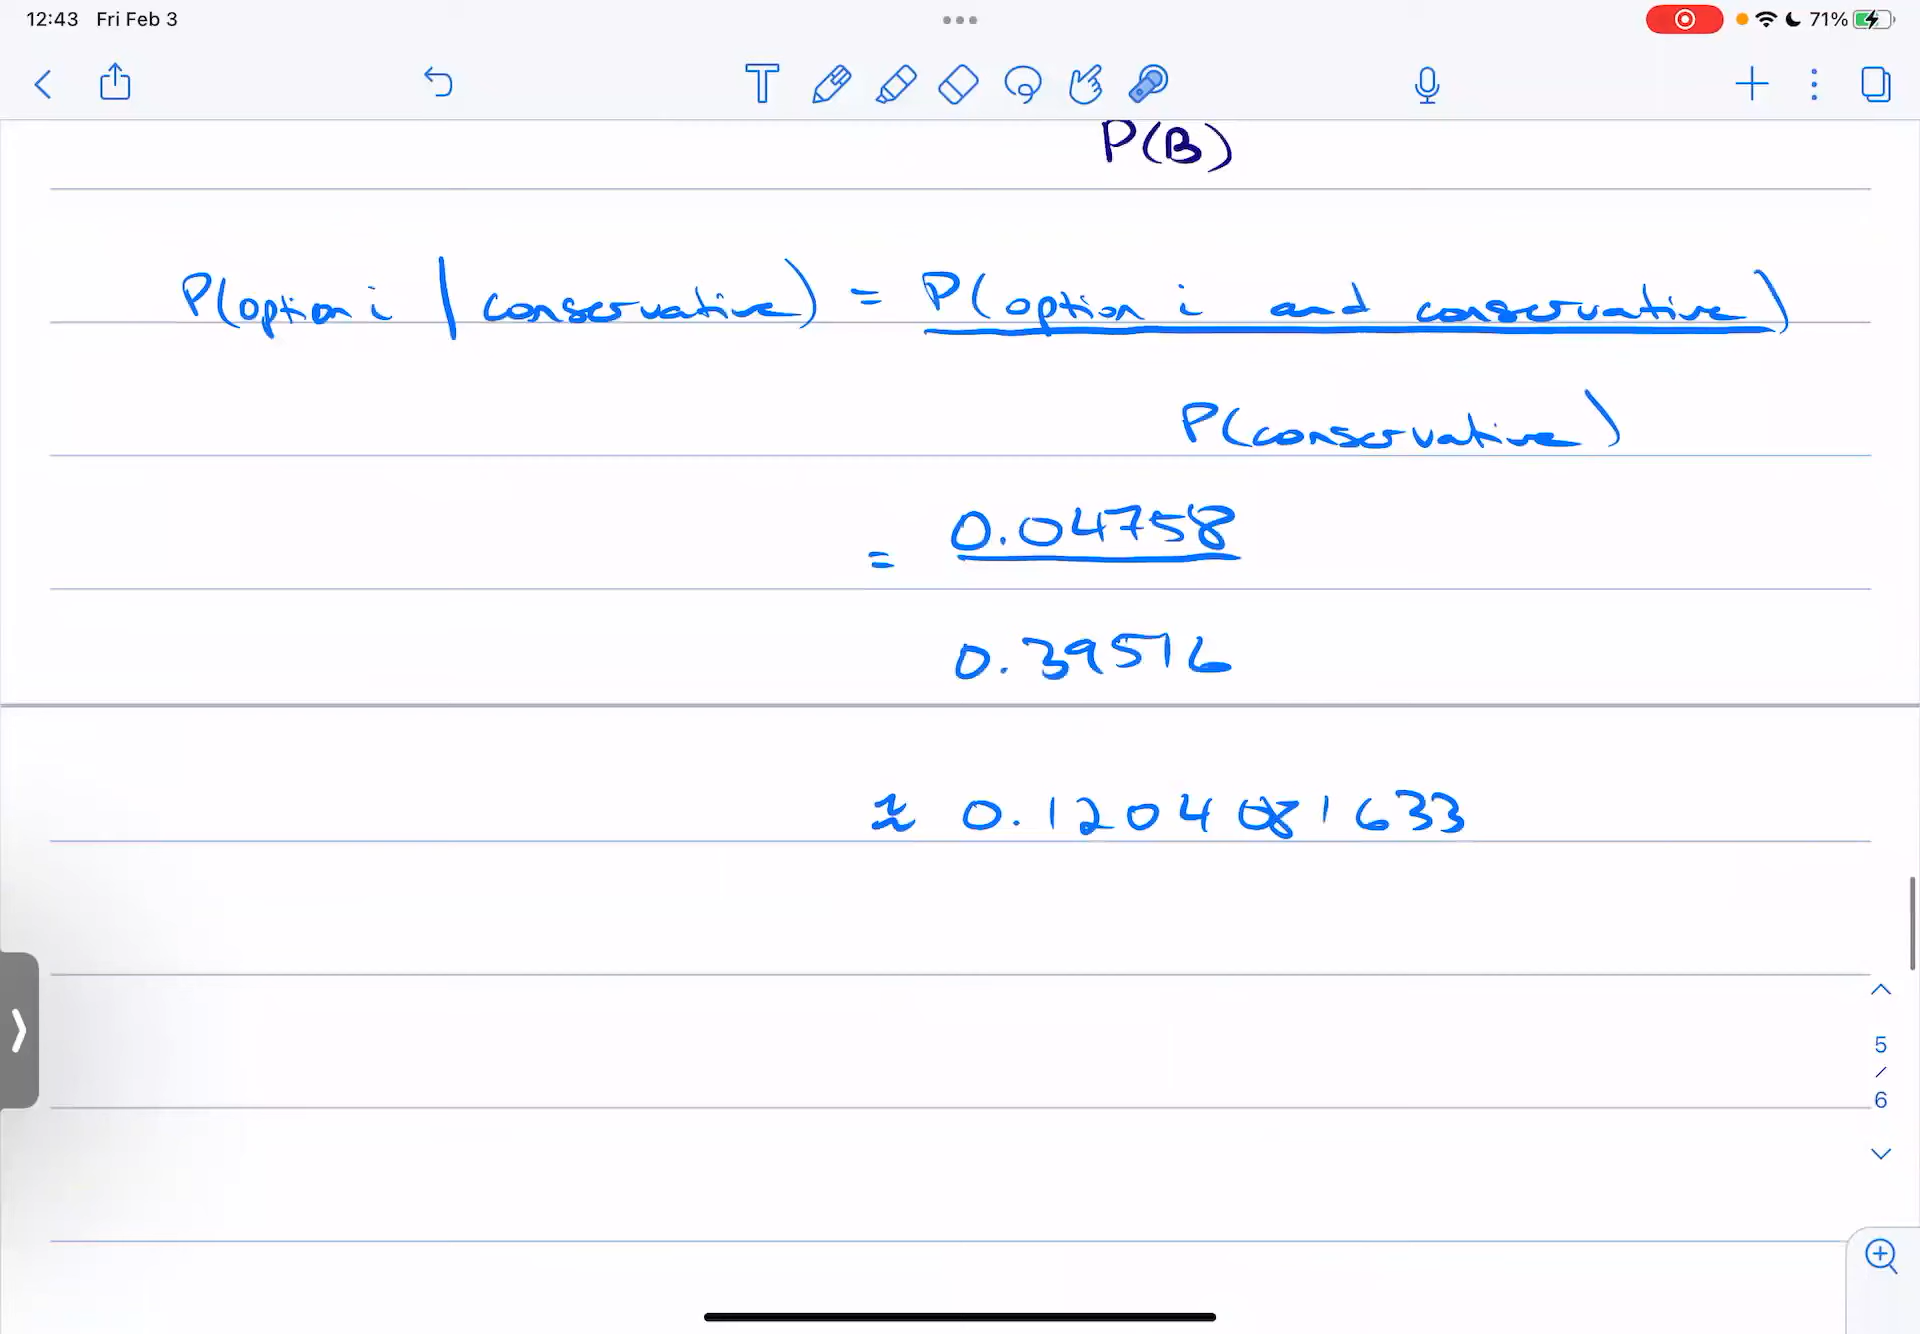 12:43 Fri Feb 3
71%
T
P(B)
P(option i | conservative) = P(option i and conservative)
P(conservative)
= 0.04758
0.39516
≈ 0.1204081633
5
/
6